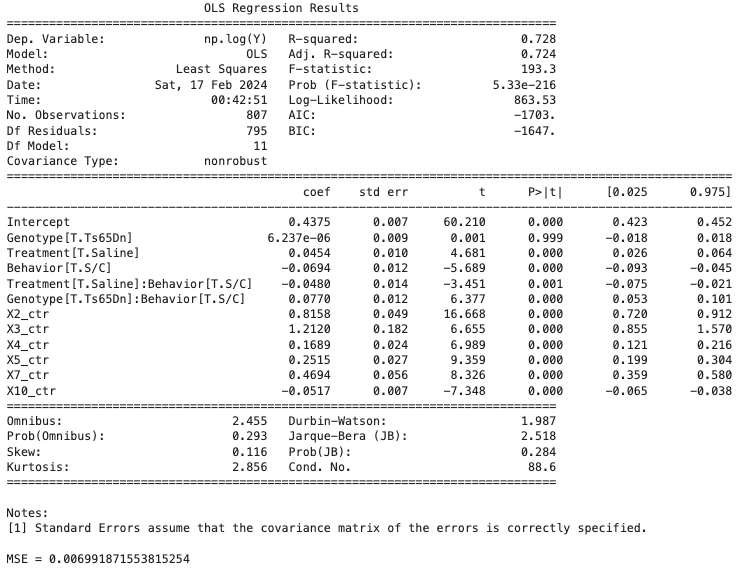 OLS Regression Results
==============================================================================
Dep. Variable: np.log(Y) R-squared: 0.728
Model: OLS Adj. R-squared: 0.724
Method: Least Squares F-statistic: 193.3
Date: Sat, 17 Feb 2024 Prob (F-statistic): 5.33e-216
Time: 00:42:51 Log-Likelihood: 863.53
No. Observations: 807 AIC: -1703.
Df Residuals: 795 BIC: -1647.
Df Model: 11
Covariance Type: nonrobust
=======================================================================================================
coef std err t P>|t| [0.025 0.975]
-------------------------------------------------------------------------------------------------------
Intercept 0.4375 0.007 60.210 0.000 0.423 0.452
Genotype[T.Ts65Dn] 6.237e-06 0.009 0.001 0.999 -0.018 0.018
Treatment[T.Saline] 0.0454 0.010 4.681 0.000 0.026 0.064
Behavior[T.S/C] -0.0694 0.012 -5.689 0.000 -0.093 -0.045
Treatment[T.Saline]:Behavior[T.S/C] -0.0480 0.014 -3.451 0.001 -0.075 -0.021
Genotype[T.Ts65Dn]:Behavior[T.S/C] 0.0770 0.012 6.377 0.000 0.053 0.101
X2_ctr 0.8158 0.049 16.668 0.000 0.720 0.912
X3_ctr 1.2120 0.182 6.655 0.000 0.855 1.570
X4_ctr 0.1689 0.024 6.989 0.000 0.121 0.216
X5_ctr 0.2515 0.027 9.359 0.000 0.199 0.304
X7_ctr 0.4694 0.056 8.326 0.000 0.359 0.580
X10_ctr -0.0517 0.007 -7.348 0.000 -0.065 -0.038
==============================================================================
Omnibus: 2.455 Durbin-Watson: 1.987
Prob(Omnibus): 0.293 Jarque-Bera (JB): 2.518
Skew: 0.116 Prob(JB): 0.284
Kurtosis: 2.856 Cond. No. 88.6
==============================================================================
Notes:
[1] Standard Errors assume that the covariance matrix of the errors is correctly specified.
MSE = 0.006991871553815254